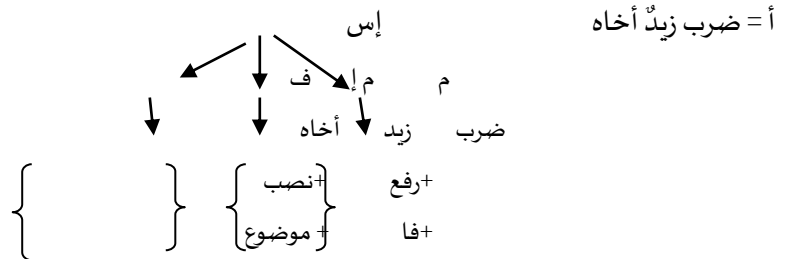 أ = ضرب زيدٌ أخاه إس
م م إ ف
ضرب زيد أخاه
+رفع +نصب
+فا + موضوع